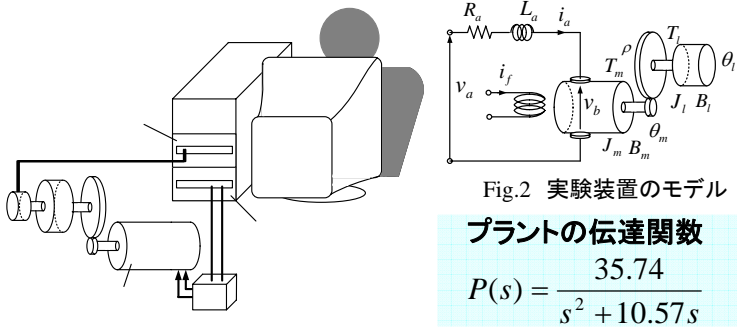 R_a L_a i_a
v_a i_f v_b
T_m ρ T_l θ_l
J_l B_l
J_m B_m θ_m
Fig.2 実験装置のモデル
プラントの伝達関数
P(s) = 35.74 / (s^2 + 10.57s)